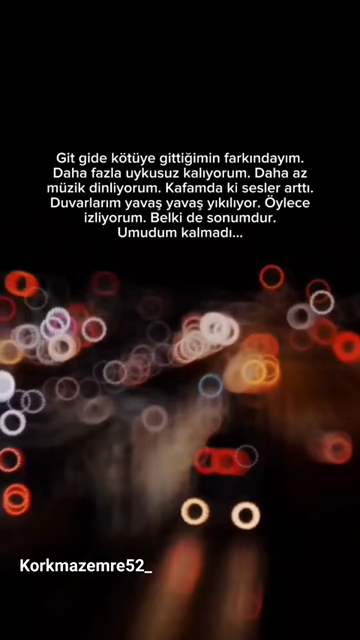 Git gide kötüye gittiğimin farkındayım.
Daha fazla uykusuz kalıyorum. Daha az
müzik dinliyorum. Kafamda ki sesler arttı.
Duvarlarım yavaş yavaş yıkılıyor. Öylece
izliyorum. Belki de sonumdur.
Umudum kalmadı...
Korkmazemre52_